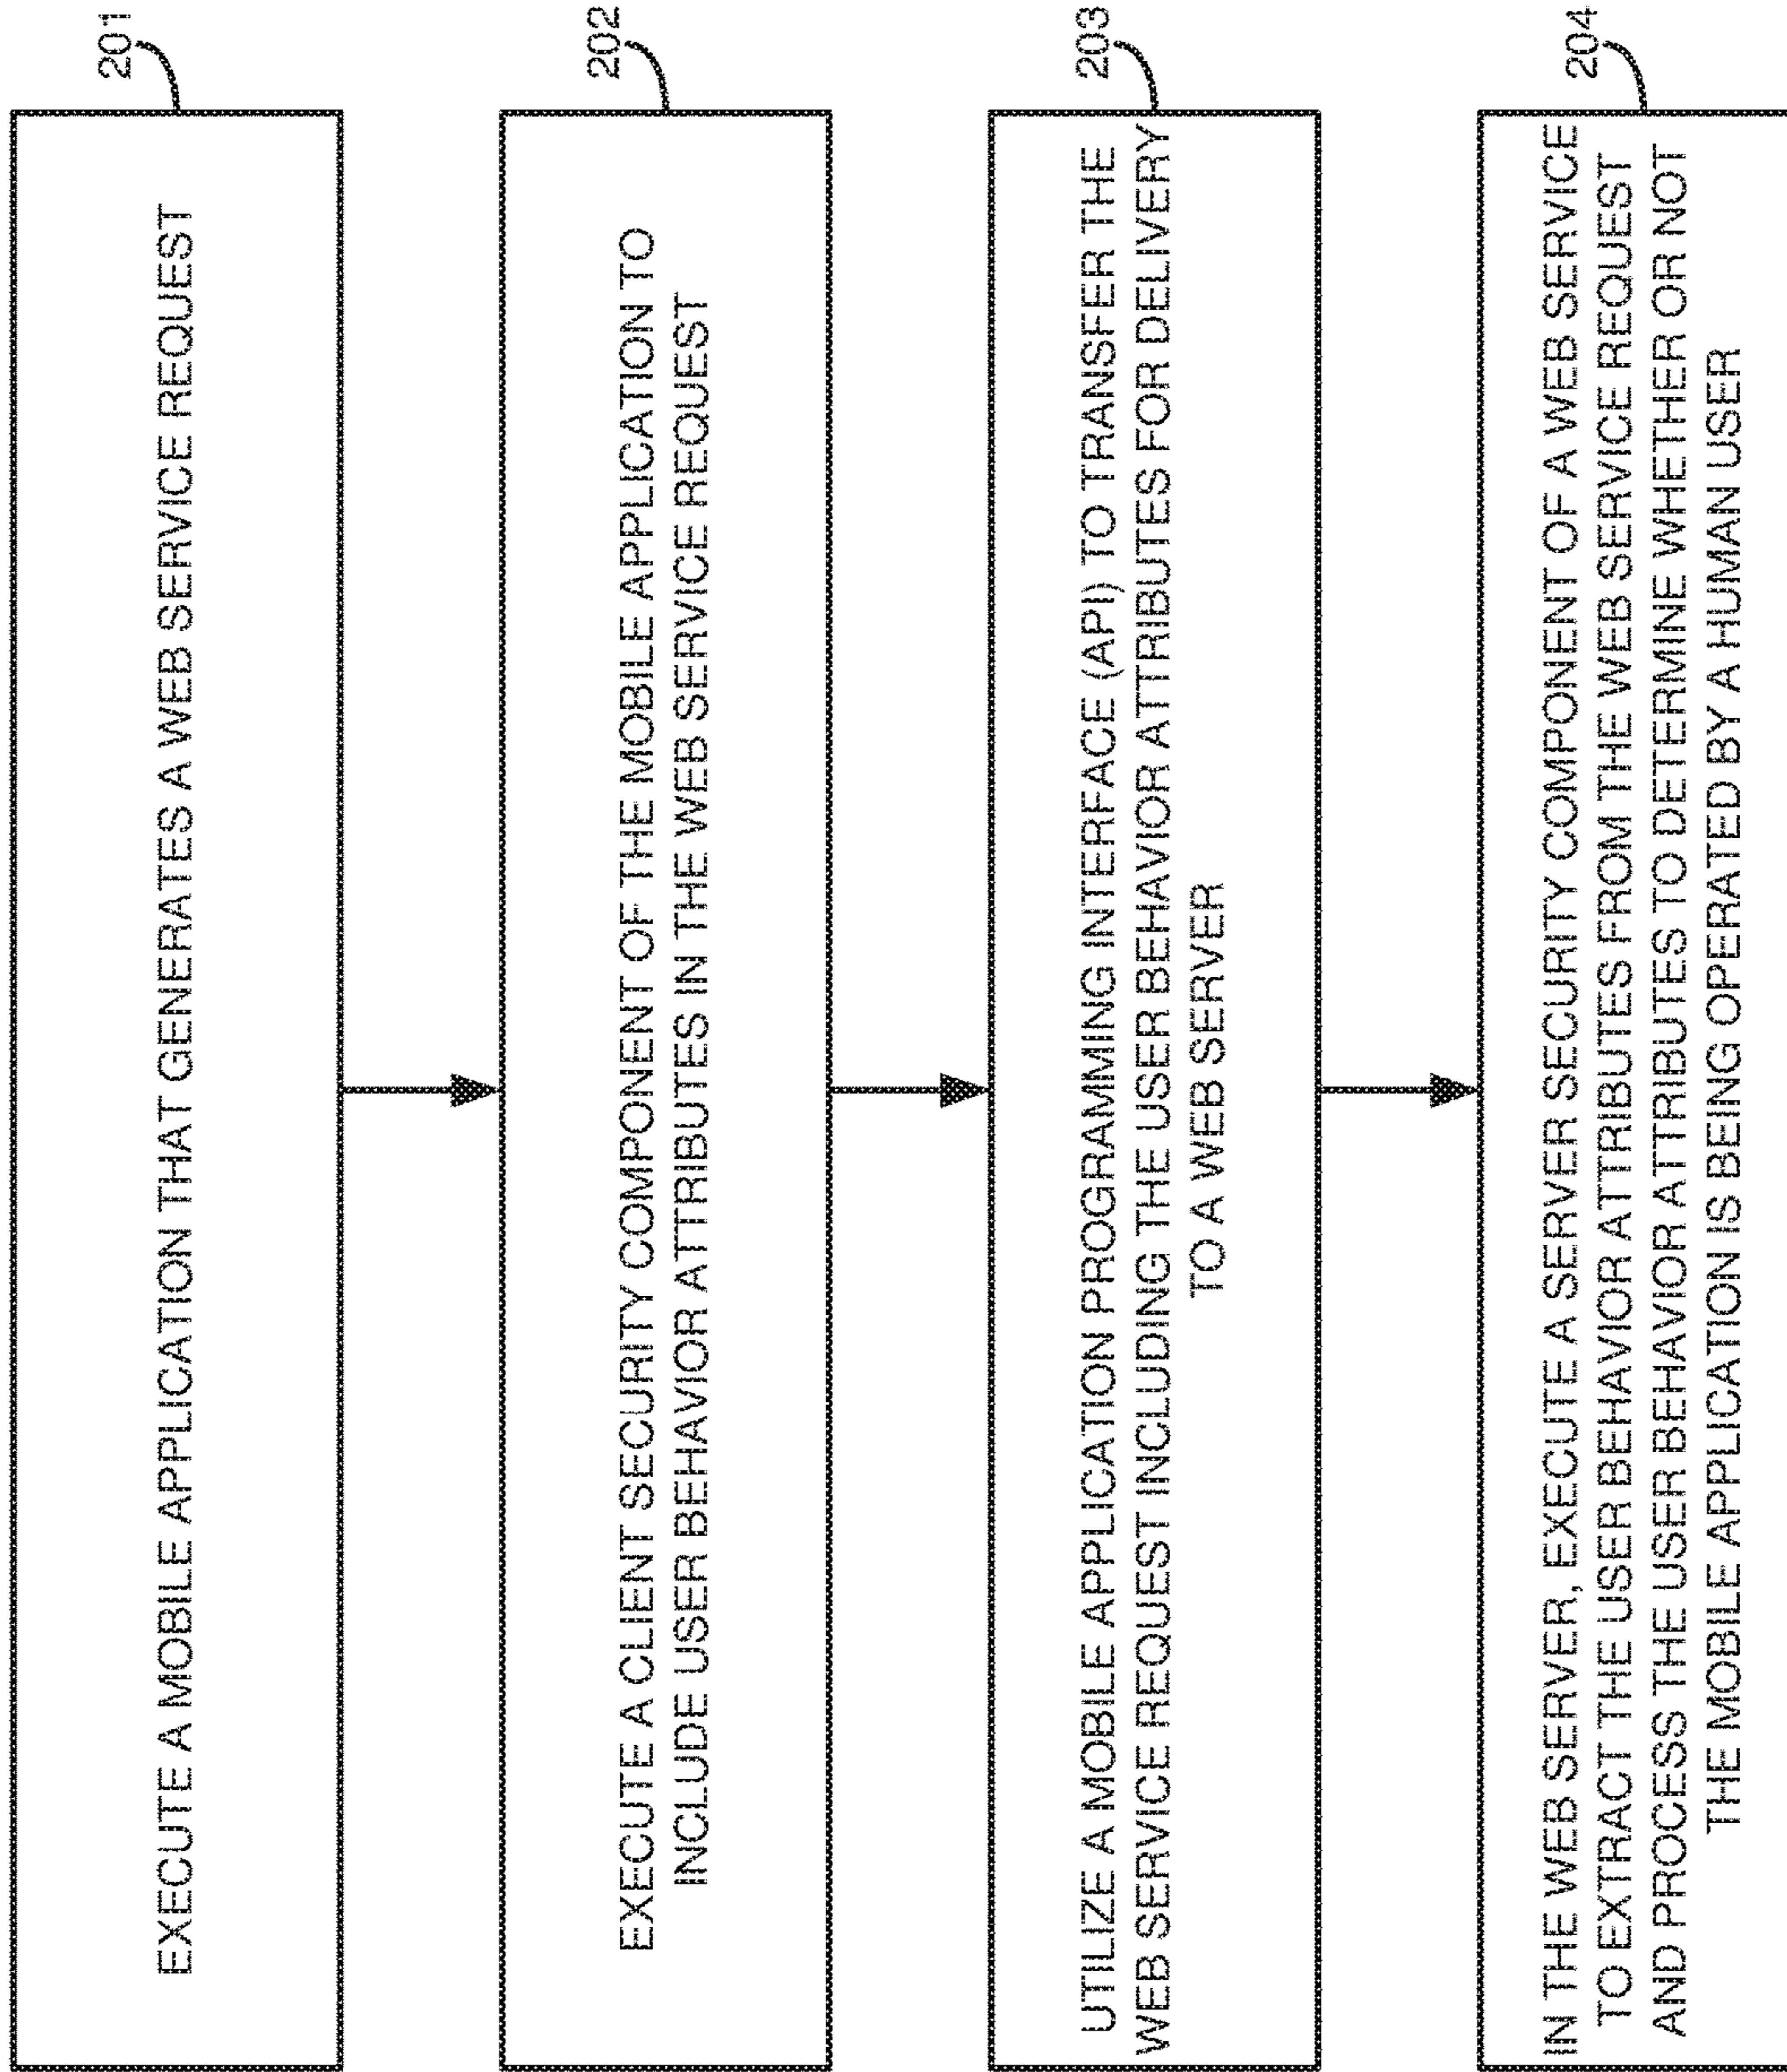 201
EXECUTE A MOBILE APPLICATION THAT GENERATES A WEB SERVICE REQUEST
202
EXECUTE A CLIENT SECURITY COMPONENT OF THE MOBILE APPLICATION TO
INCLUDE USER BEHAVIOR ATTRIBUTES IN THE WEB SERVICE REQUEST
203
UTILIZE A MOBILE APPLICATION PROGRAMMING INTERFACE (API) TO TRANSFER THE
WEB SERVICE REQUEST INCLUDING THE USER BEHAVIOR ATTRIBUTES FOR DELIVERY
TO A WEB SERVER
204
IN THE WEB SERVER, EXECUTE A SERVER SECURITY COMPONENT OF A WEB SERVICE
TO EXTRACT THE USER BEHAVIOR ATTRIBUTES FROM THE WEB SERVICE REQUEST
AND PROCESS THE USER BEHAVIOR ATTRIBUTES TO DETERMINE WHETHER OR NOT
THE MOBILE APPLICATION IS BEING OPERATED BY A HUMAN USER